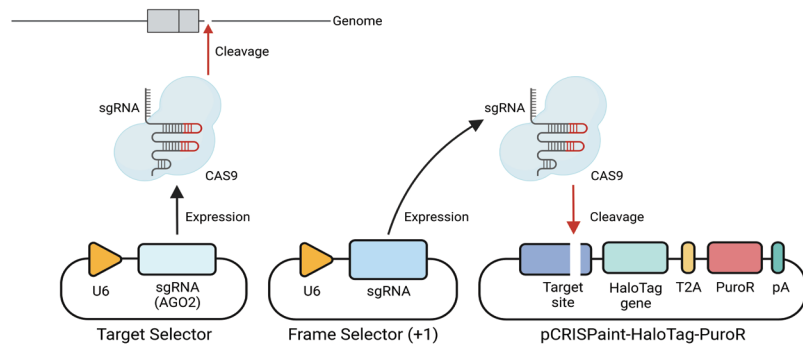 Genome
Cleavage
sgRNA
CAS9
Expression
U6
sgRNA
(AGO2)
Target Selector
Expression
U6
sgRNA
Frame Selector (+1)
sgRNA
CAS9
Cleavage
Target
site
HaloTag
gene
T2A
PuroR
pA
pCRISPaint-HaloTag-PuroR